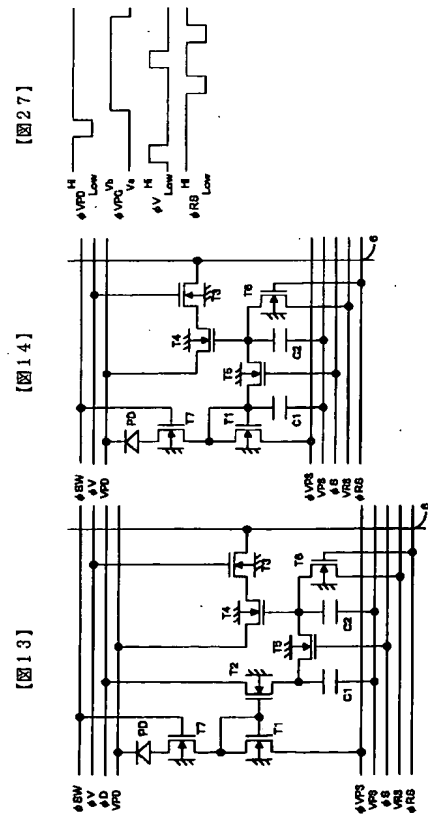 【図13】
φSW
φV
φD
VPD
PD
T7
T1
T2
T3
T4
T5
T6
C1
C2
φVPS
VPS
φS
VRS
φRS
6
【図14】
φSW
φV
VPD
PD
T7
T1
T3
T4
T5
T6
C1
C2
φVPS
VPS
φS
VRS
φRS
6
【図27】
Hi
φVPD
Low
Vb
φVPG
Va
Hi
φV
Low
Hi
φRS
Low